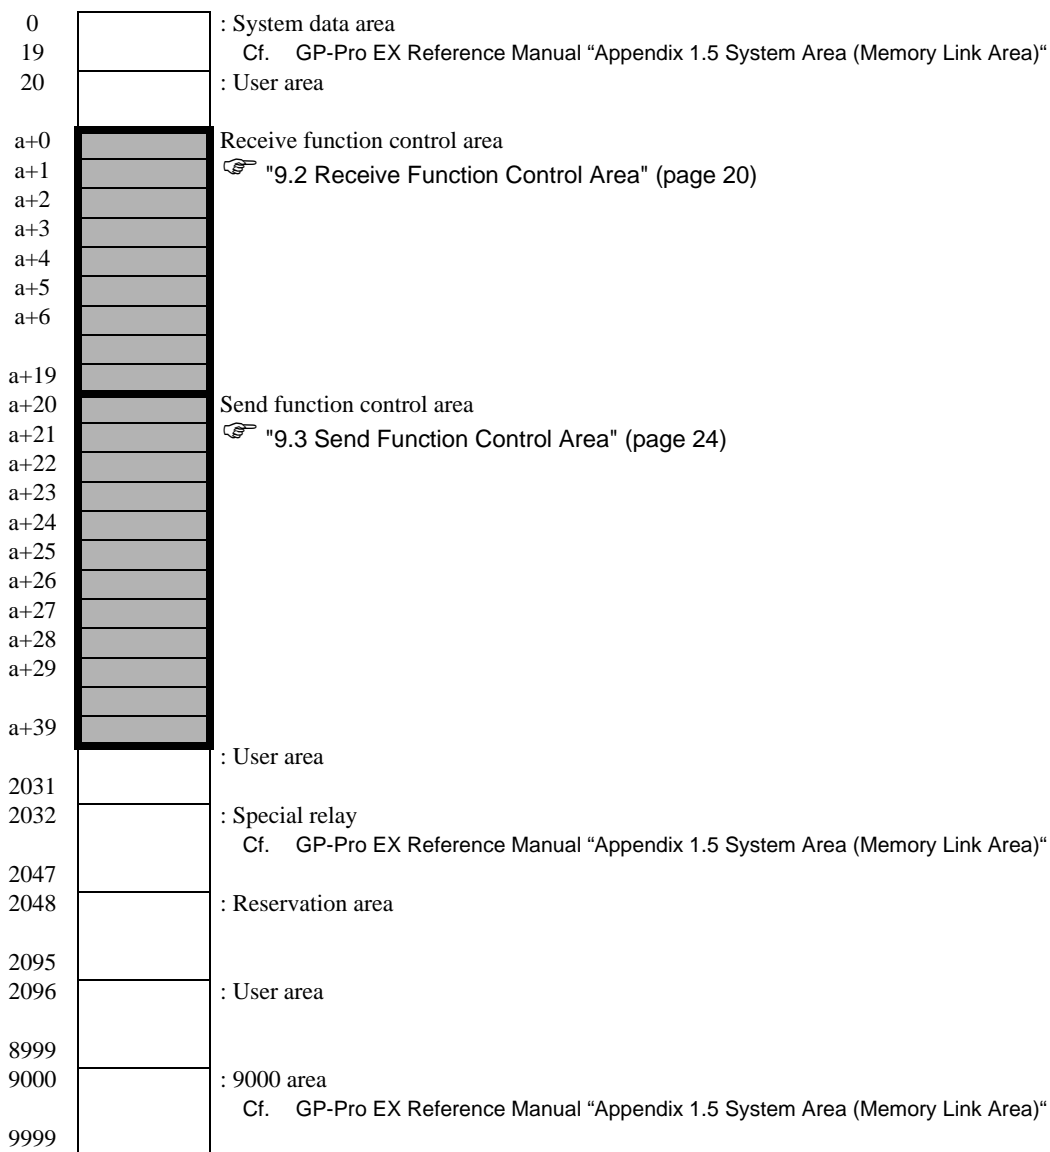 0 : System data area
19 Cf. GP-Pro EX Reference Manual “Appendix 1.5 System Area (Memory Link Area)“
20 : User area
a+0 Receive function control area
a+1 ☞ "9.2 Receive Function Control Area" (page 20)
a+2
a+3
a+4
a+5
a+6
a+19
a+20 Send function control area
a+21 ☞ "9.3 Send Function Control Area" (page 24)
a+22
a+23
a+24
a+25
a+26
a+27
a+28
a+29
a+39
: User area
2031
2032 : Special relay
Cf. GP-Pro EX Reference Manual “Appendix 1.5 System Area (Memory Link Area)“
2047
2048 : Reservation area
2095
2096 : User area
8999
9000 : 9000 area
Cf. GP-Pro EX Reference Manual “Appendix 1.5 System Area (Memory Link Area)“
9999